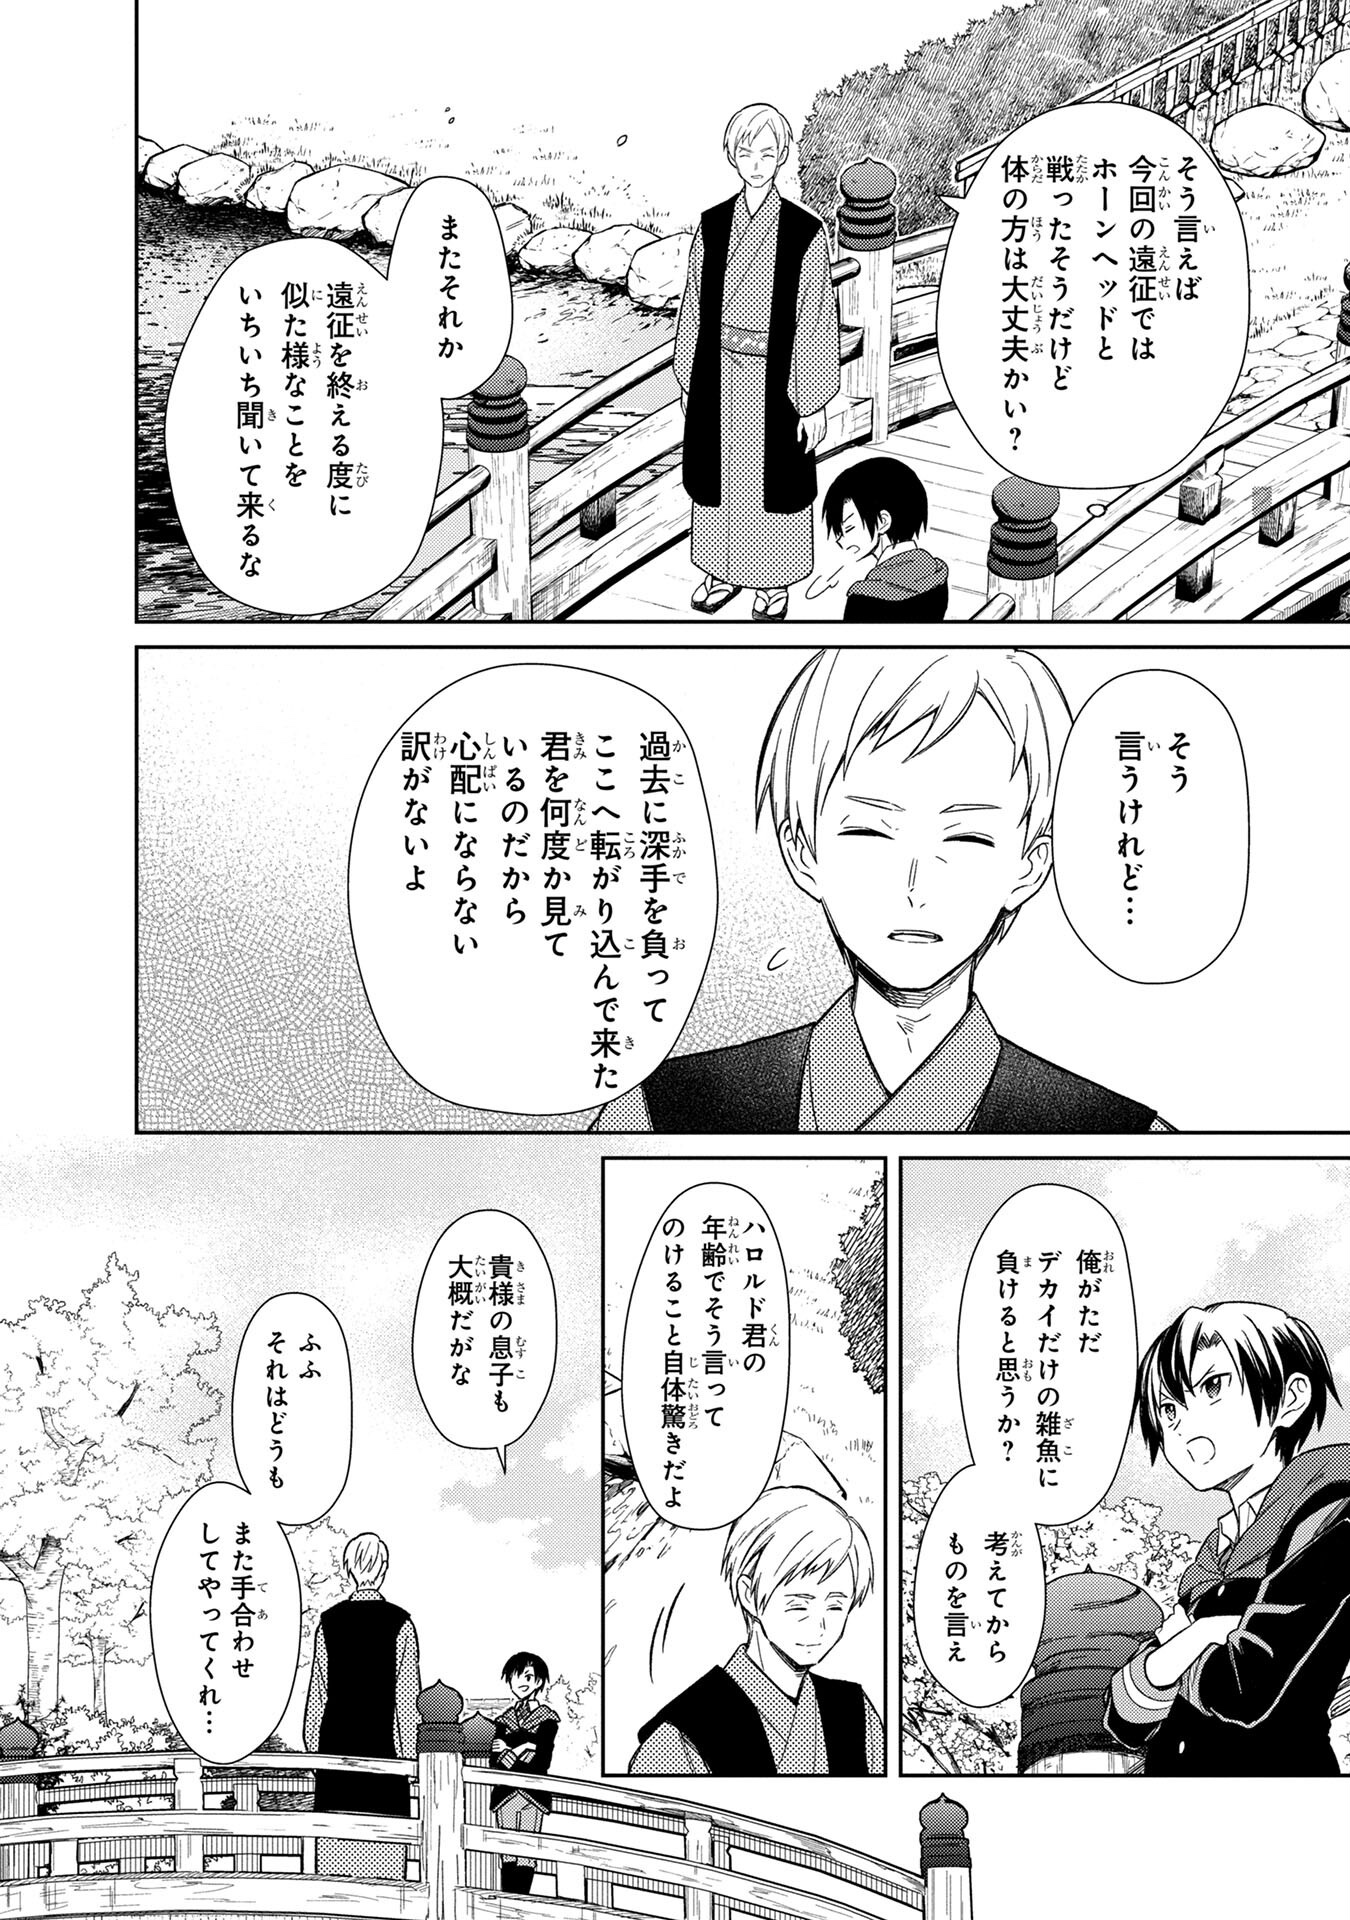 そう言えば
今回の遠征では
ホーンヘッドと
戦ったそうだけど
体の方は大丈夫かい？
またそれか
遠征を終える度に
似た様なことを
いちいち聞いて来るな
そう
言うけれど…
過去に深手を負って
ここへ転がり込んで来た
君を何度か見て
いるのだから
心配にならない
訳がないよ
俺がただ
デカイだけの雑魚に
負けると思うか？
考えてから
ものを言え
ハロルド君の
年齢でそう言って
のけること自体驚きだよ
貴様の息子も
大概だがな
ふふ
それはどうも
また手合わせ
してやってくれ…